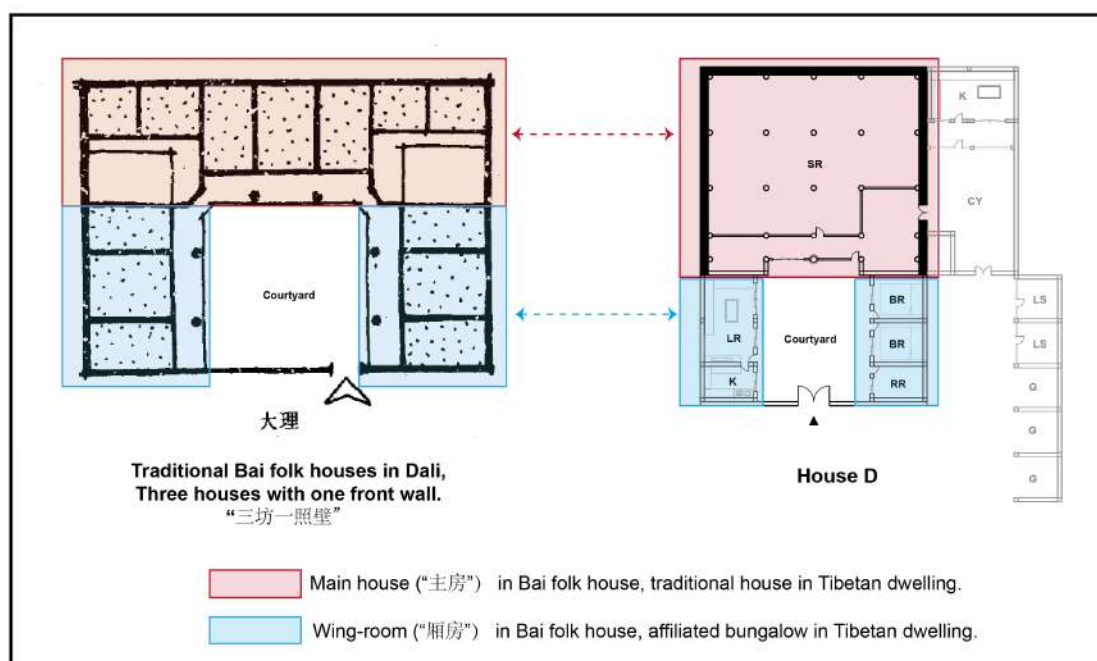 Courtyard
大理
Traditional Bai folk houses in Dali,
Three houses with one front wall.
“三坊一照壁”
K
SR
CY
LR
Courtyard
BR
LS
BR
LS
K
RR
G
G
G
House D
Main house (“主房”) in Bai folk house, traditional house in Tibetan dwelling.
Wing-room (“厢房”) in Bai folk house, affiliated bungalow in Tibetan dwelling.